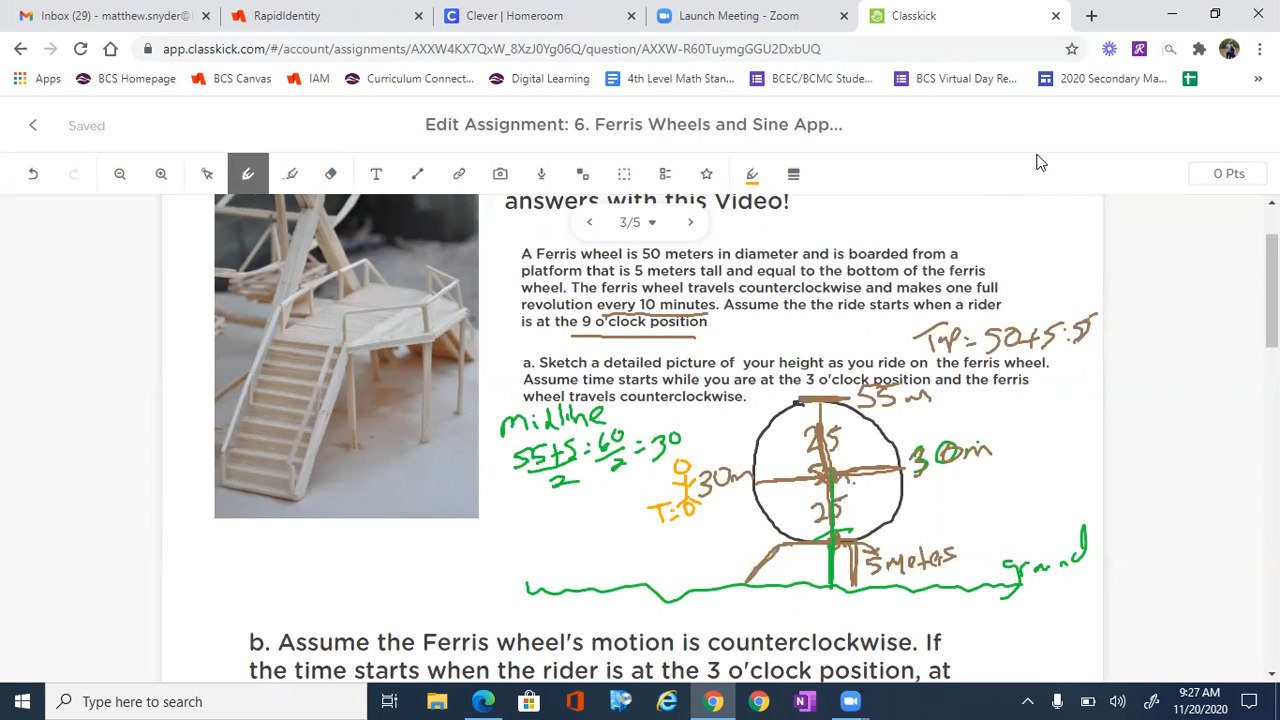 Inbox (29) - matthew.snyder@
RapidIdentity
Clever | Homeroom
Launch Meeting - Zoom
Classkick
app.classkick.com/#/account/assignments/AXXW4KX7QxW_8XzJ0Yg06Q/question/AXXW-R60TuymgGGU2DxbUQ
Apps
BCS Homepage
BCS Canvas
IAM
Curriculum Connect...
Digital Learning
4th Level Math Stan...
BCEC/BCMC Stude...
BCS Virtual Day Re...
2020 Secondary Ma...
Saved
Edit Assignment: 6. Ferris Wheels and Sine App...
0 Pts
answers with this Video!
3/5
A Ferris wheel is 50 meters in diameter and is boarded from a
platform that is 5 meters tall and equal to the bottom of the ferris
wheel. The ferris wheel travels counterclockwise and makes one full
revolution every 10 minutes. Assume the the ride starts when a rider
is at the 9 o'clock position
Top = 50+5:55
a. Sketch a detailed picture of your height as you ride on the ferris wheel.
Assume time starts while you are at the 3 o'clock position and the ferris
wheel travels counterclockwise.
55m
midline
55+5 = 60 = 30
2 2
25
30m
30m
T=0
25
5 meters
ground
b. Assume the Ferris wheel's motion is counterclockwise. If
the time starts when the rider is at the 3 o'clock position, at
Type here to search
9:27 AM
11/20/2020